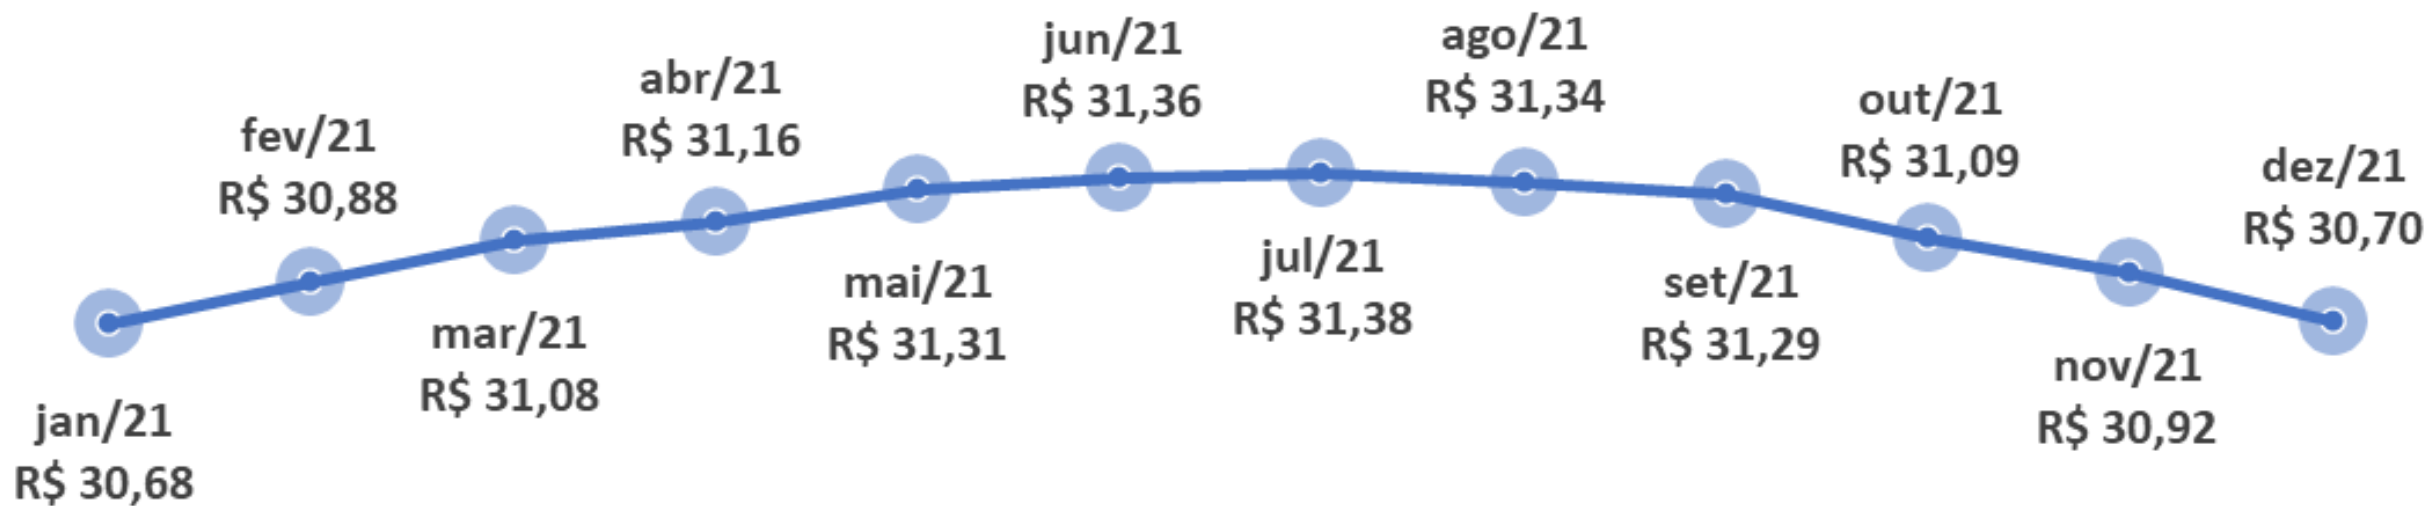 jan/21
R$ 30,68
fev/21
R$ 30,88
mar/21
R$ 31,08
abr/21
R$ 31,16
mai/21
R$ 31,31
jun/21
R$ 31,36
jul/21
R$ 31,38
ago/21
R$ 31,34
set/21
R$ 31,29
out/21
R$ 31,09
nov/21
R$ 30,92
dez/21
R$ 30,70